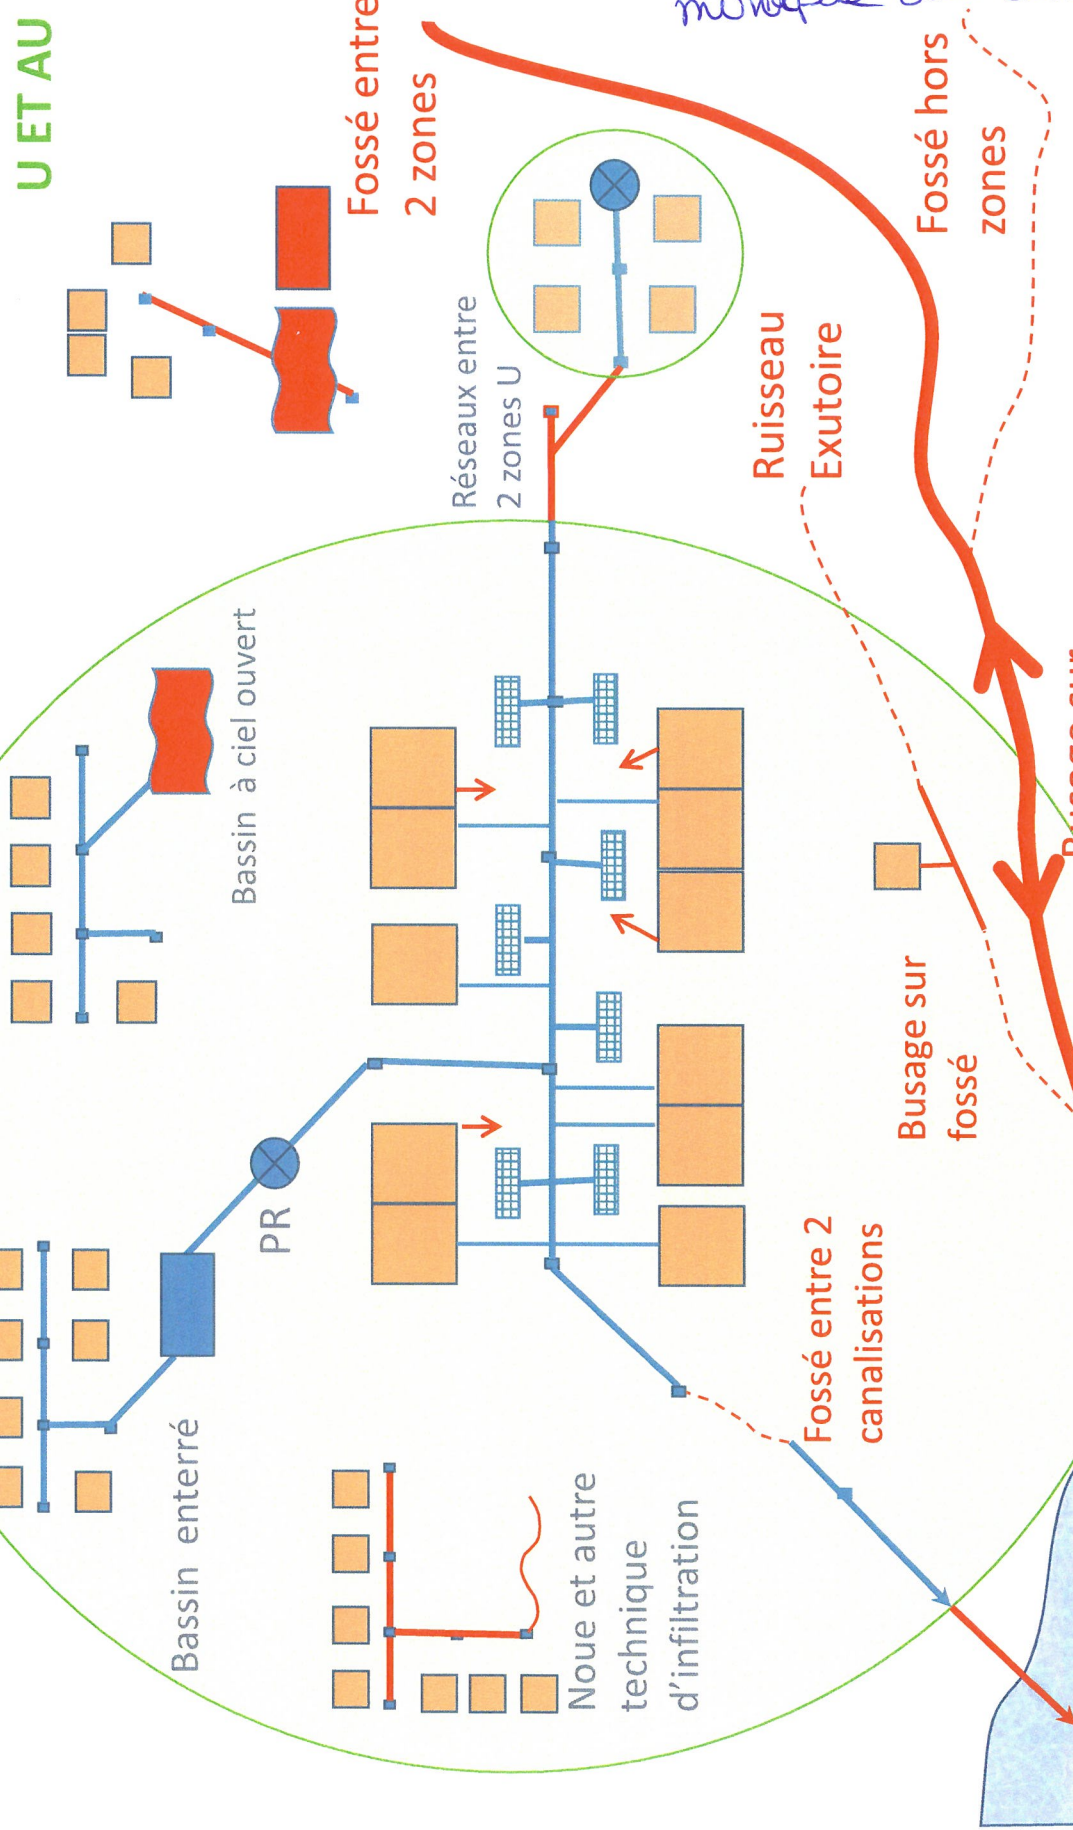 U ET AU
Fossé entre
2 zones
Fossé hors
zones
Réseaux entre
2 zones U
Ruisseau
Exutoire
Bassin à ciel ouvert
Busage sur
fossé
PR
Fossé entre 2
canalisations
Bassin enterré
Noue et autre
technique
d'infiltration